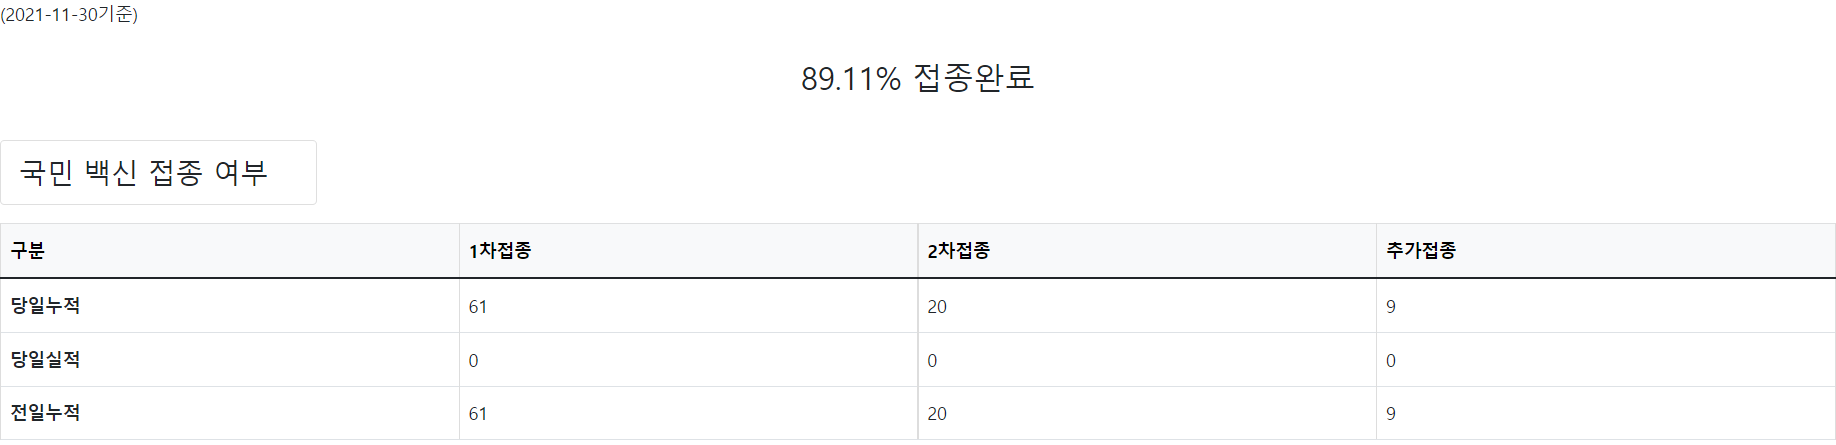 (2021-11-30기준)
89.11% 접종완료
국민 백신 접종 여부
구분 1차접종 2차접종 추가접종
당일누적 61 20 9
당일실적 0 0 0
전일누적 61 20 9